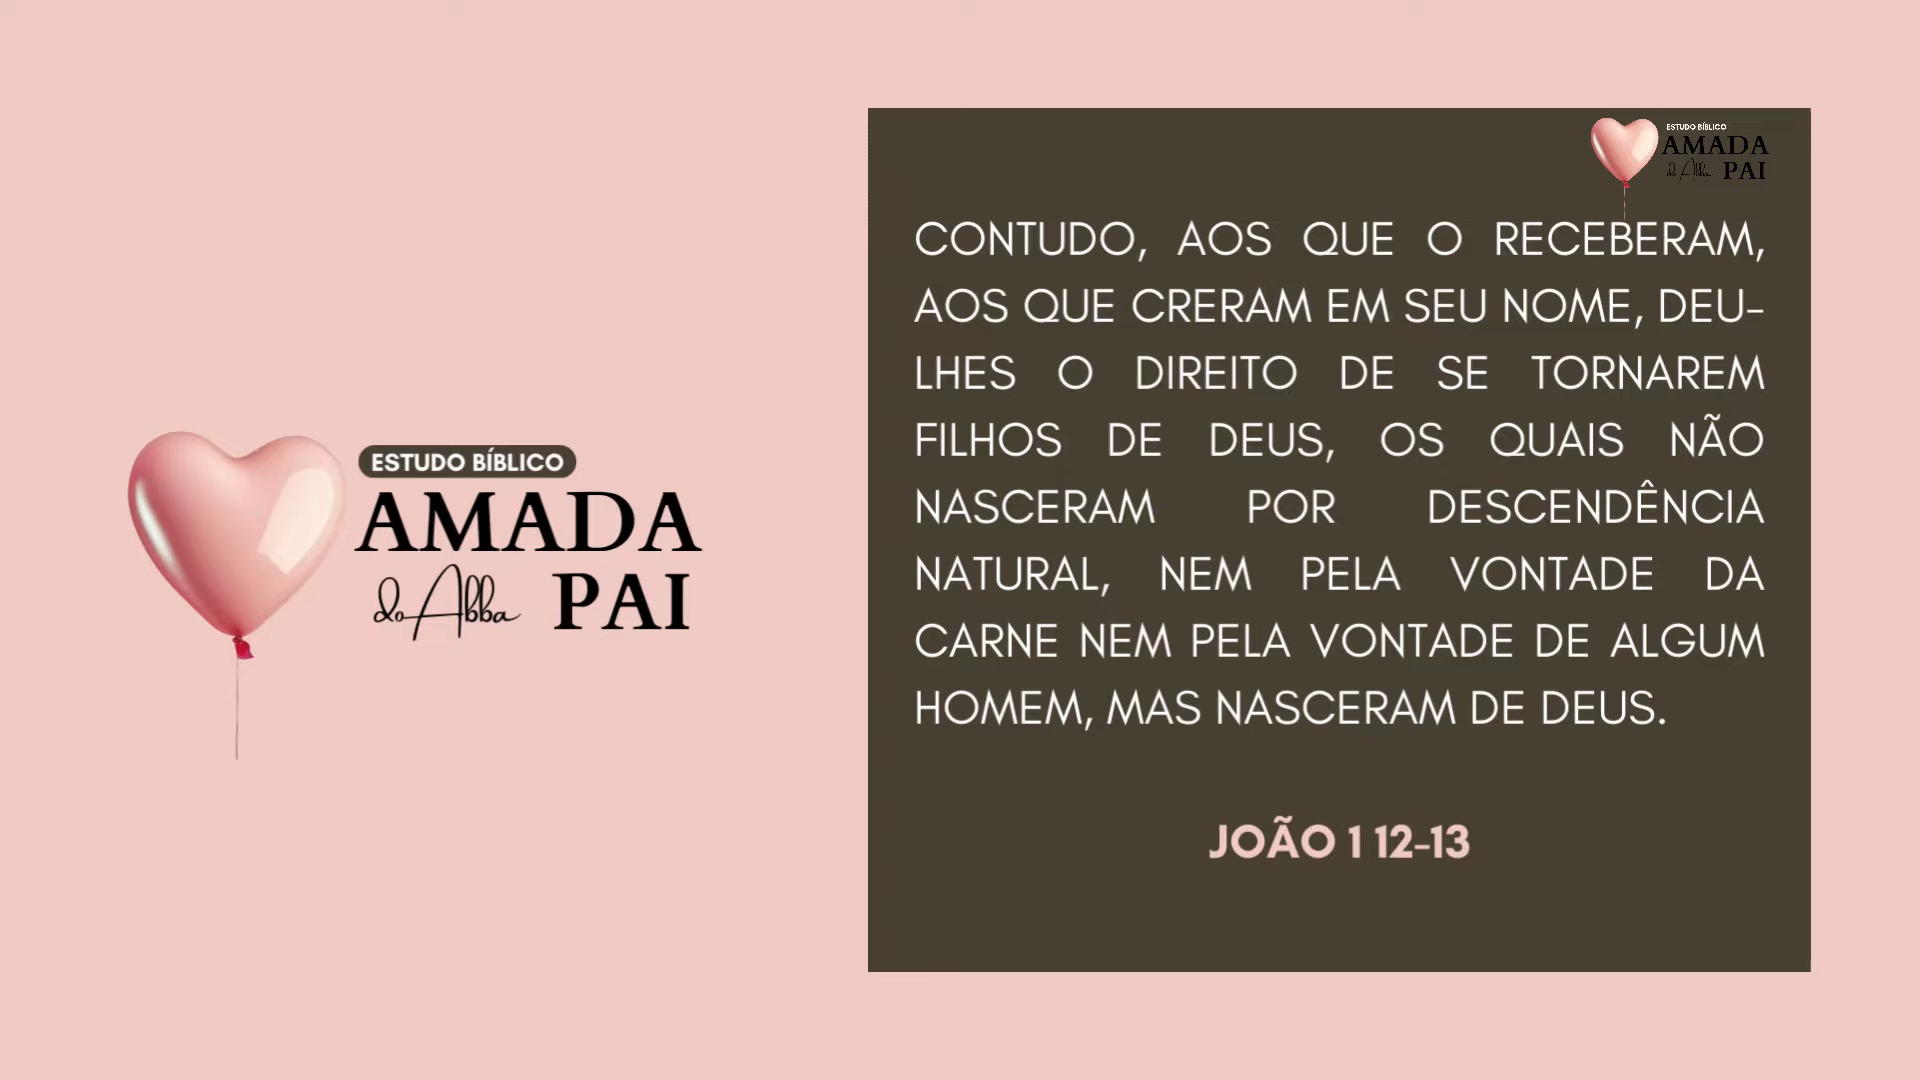 ESTUDO BÍBLICO
AMADA
do Abba PAI
ESTUDO BÍBLICO
AMADA
do Abba PAI
CONTUDO, AOS QUE O RECEBERAM,
AOS QUE CRERAM EM SEU NOME, DEU-
LHES O DIREITO DE SE TORNAREM
FILHOS DE DEUS, OS QUAIS NÃO
NASCERAM POR DESCENDÊNCIA
NATURAL, NEM PELA VONTADE DA
CARNE NEM PELA VONTADE DE ALGUM
HOMEM, MAS NASCERAM DE DEUS.
JOÃO 1 12-13